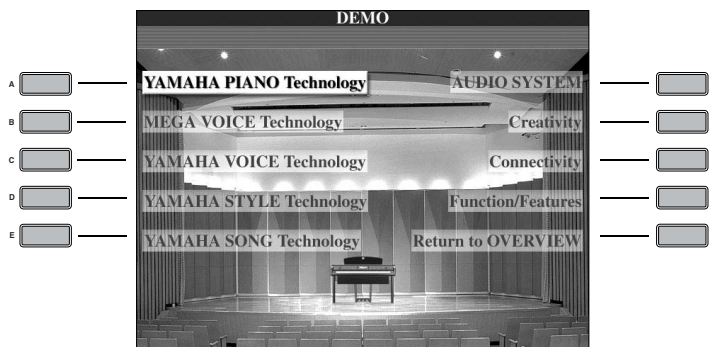 DEMO
A YAMAHA PIANO Technology AUDIO SYSTEM
B MEGA VOICE Technology Creativity
C YAMAHA VOICE Technology Connectivity
D YAMAHA STYLE Technology Function/Features
E YAMAHA SONG Technology Return to OVERVIEW